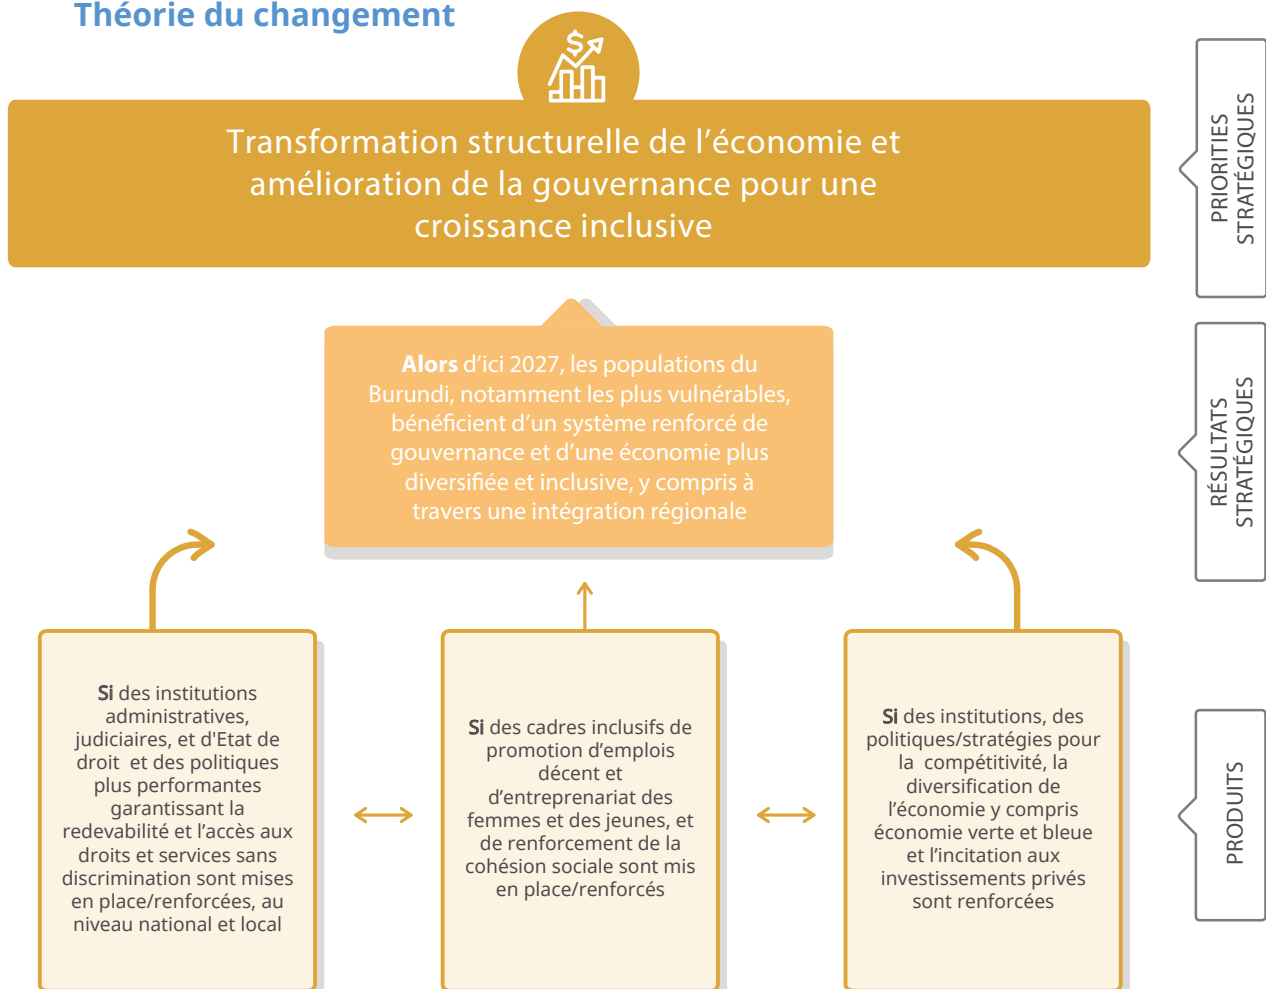 Théorie du changement
Transformation structurelle de l’économie et
amélioration de la gouvernance pour une
croissance inclusive
PRIORITIES
STRATÉGIQUES
Alors d’ici 2027, les populations du
Burundi, notamment les plus vulnérables,
bénéficient d’un système renforcé de
gouvernance et d’une économie plus
diversifiée et inclusive, y compris à
travers une intégration régionale
RÉSULTATS
STRATÉGIQUES
Si des institutions
administratives,
judiciaires, et d'Etat de
droit et des politiques
plus performantes
garantissant la
redevabilité et l’accès aux
droits et services sans
discrimination sont mises
en place/renforcées, au
niveau national et local
Si des cadres inclusifs de
promotion d’emplois
décent et
d’entreprenariat des
femmes et des jeunes, et
de renforcement de la
cohésion sociale sont mis
en place/renforcés
Si des institutions, des
politiques/stratégies pour
la compétitivité, la
diversification de
l’économie y compris
économie verte et bleue
et l’incitation aux
investissements privés
sont renforcées
PRODUITS